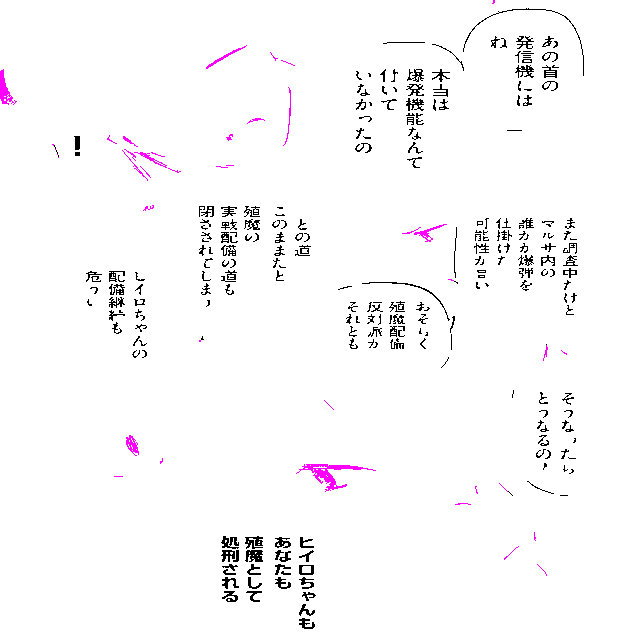 あの首の
発信機には
ね
本当は
爆発機能なんて
付いて
いなかったの
!
まだ調査中だけど
マルサ内の
誰かが爆弾を
仕掛けた
可能性が高い
おそらく
殖魔配備
反対派か
それとも
どの道
このままだと
殖魔の
実戦配備の道も
閉ざされてしまう
ヒイロちゃんの
配備継続も
危うい
そうなったら
どうなるの?
ヒイロちゃんも
あなたも
殖魔として
処刑される